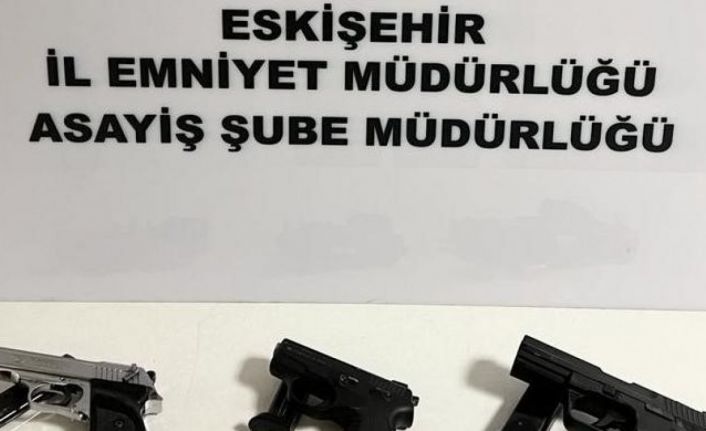 ESKİŞEHİR
İL EMNİYET MÜDÜRLÜĞÜ
ASAYİŞ ŞUBE MÜDÜRLÜĞÜ